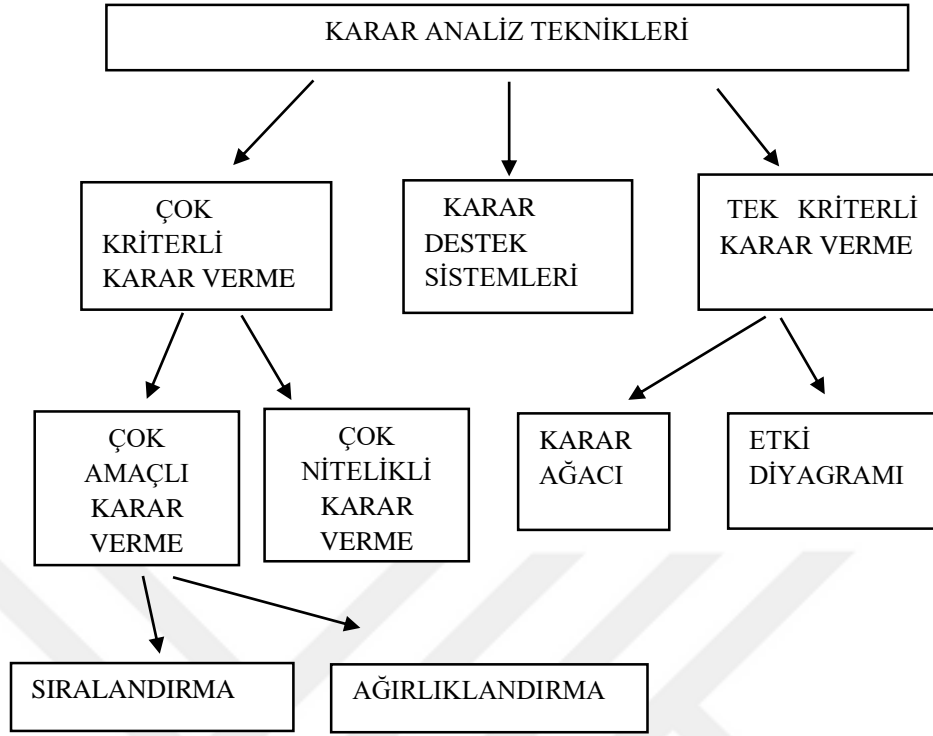 KARAR ANALİZ TEKNİKLERİ
ÇOK
KRİTERLİ
KARAR VERME
KARAR
DESTEK
SİSTEMLERİ
TEK KRİTERLİ
KARAR VERME
ÇOK
AMAÇLI
KARAR
VERME
ÇOK
NİTELİKLİ
KARAR
VERME
KARAR
AĞACI
ETKİ
DİYAGRAMI
SIRALANDIRMA
AĞIRLIKLANDIRMA